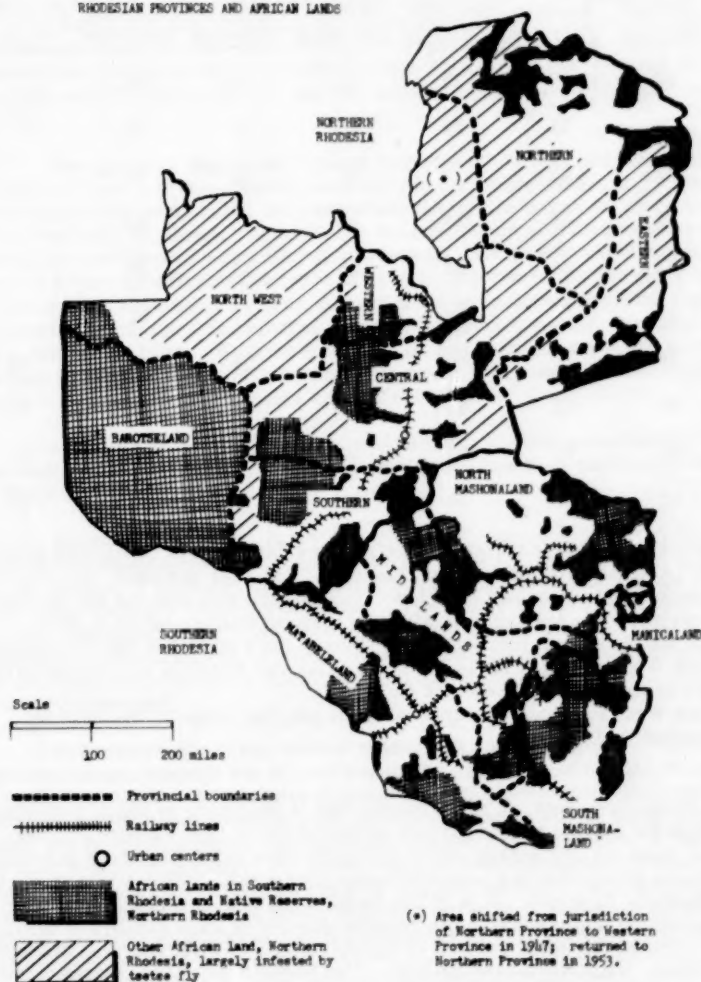 RHODESIAN PROVINCES AND AFRICAN LANDS
NORTHERN
RHODESIA
NORTHERN
(*)
EASTERN
NORTH WEST
WESTERN
CENTRAL
BAROTSELAND
NORTH
MASHONALAND
SOUTHERN
MIDLANDS
SOUTHERN
RHODESIA
MATABELELAND
MANICALAND
SOUTH
MASHONA-
LAND
Scale
100 200 miles
Provincial boundaries
Railway lines
Urban centers
African lands in Southern
Rhodesia and Native Reserves,
Northern Rhodesia
Other African land, Northern
Rhodesia, largely infested by
tsetse fly
(*) Area shifted from jurisdiction
of Northern Province to Western
Province in 1947; returned to
Northern Province in 1953.